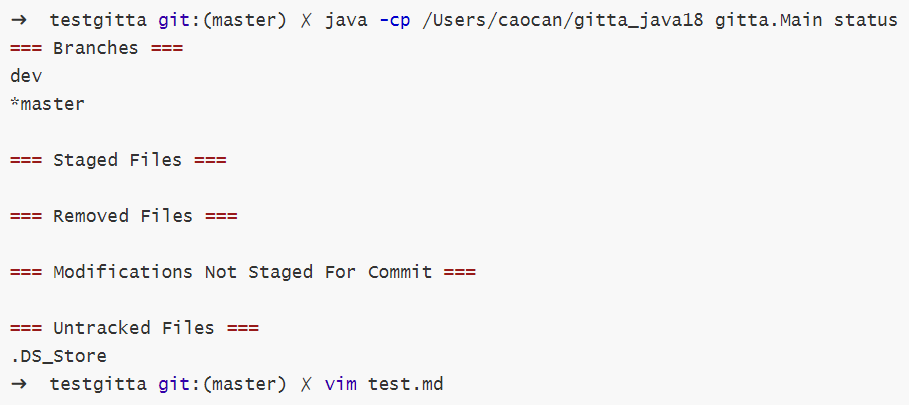 ➜  testgitta git:(master) ✗ java -cp /Users/caocan/gitta_java18 gitta.Main status
=== Branches ===
dev
*master
=== Staged Files ===
=== Removed Files ===
=== Modifications Not Staged For Commit ===
=== Untracked Files ===
.DS_Store
➜  testgitta git:(master) ✗ vim test.md